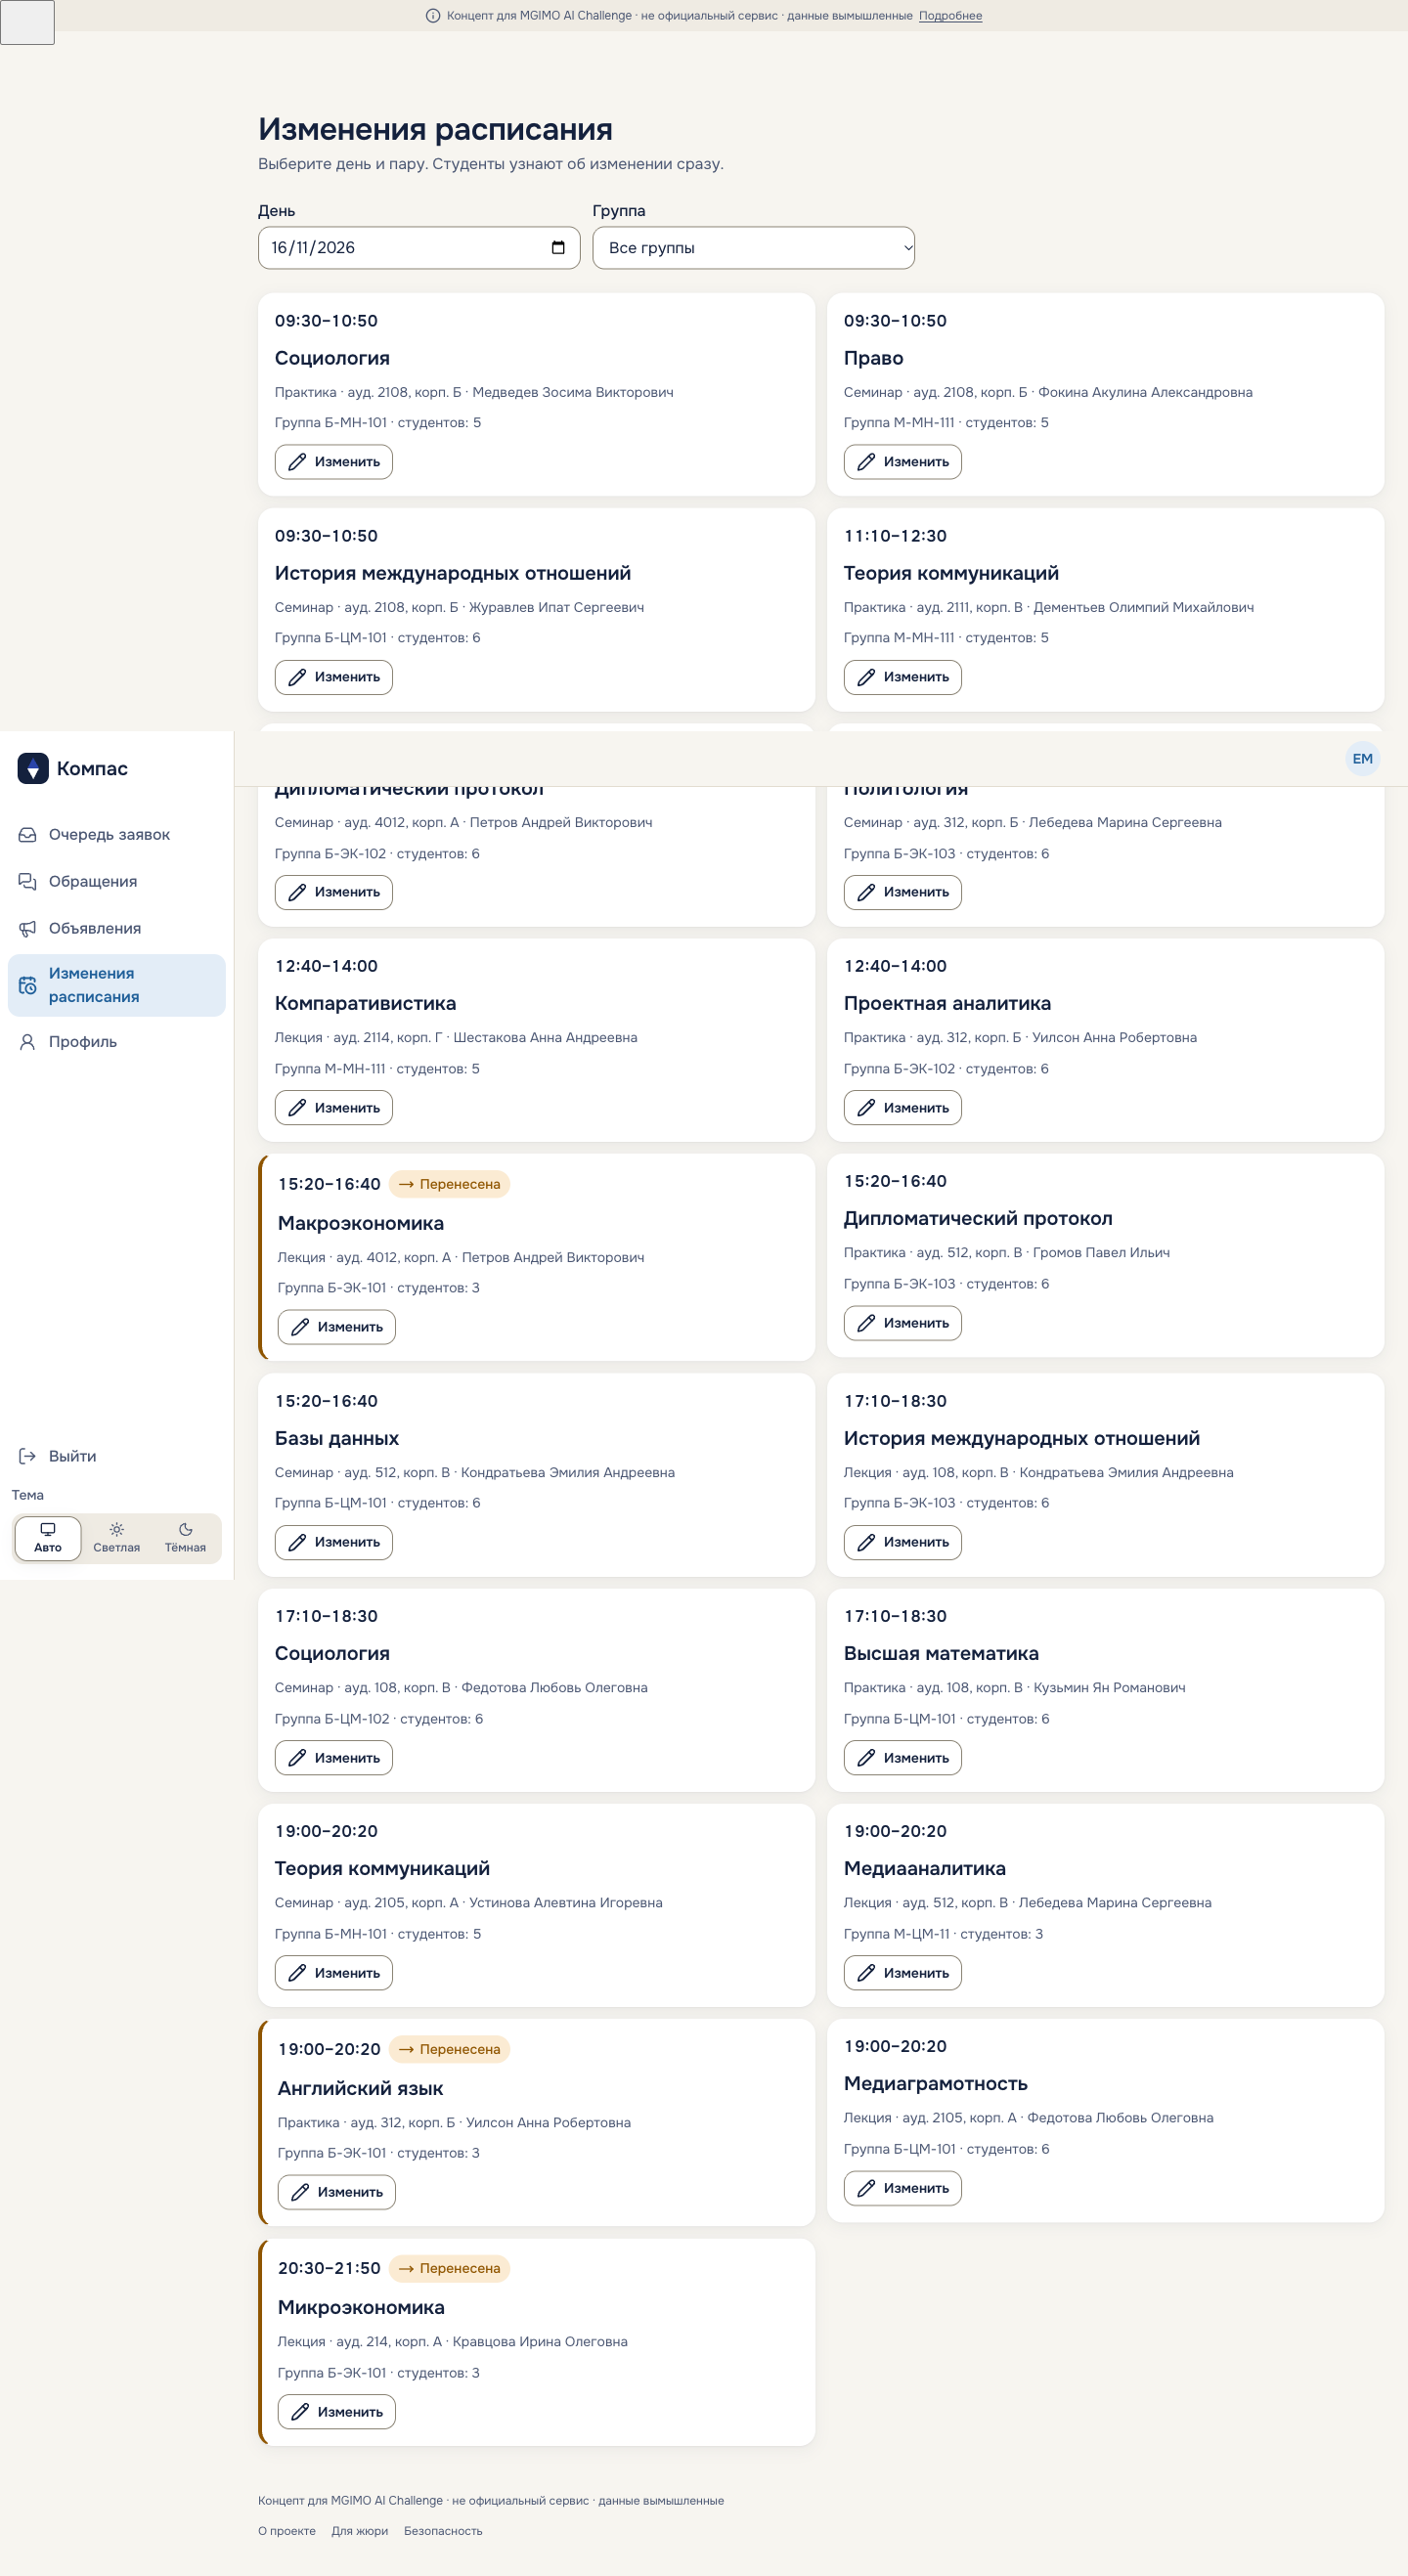 Концепт для MGIMO AI Challenge · не официальный сервис · данные вымышленные Подробнее
Изменения расписания
Выберите день и пару. Студенты узнают об изменении сразу.
День
Группа
16/11/2026
Все группы
09:30–10:50
Социология
Практика · ауд. 2108, корп. Б · Медведев Зосима Викторович
Группа Б-МН-101 · студентов: 5
Изменить
09:30–10:50
Право
Семинар · ауд. 2108, корп. Б · Фокина Акулина Александровна
Группа М-МН-111 · студентов: 5
Изменить
09:30–10:50
История международных отношений
Семинар · ауд. 2108, корп. Б · Журавлев Ипат Сергеевич
Группа Б-ЦМ-101 · студентов: 6
Изменить
11:10–12:30
Теория коммуникаций
Практика · ауд. 2111, корп. В · Дементьев Олимпий Михайлович
Группа М-МН-111 · студентов: 5
Изменить
Компас
Очередь заявок
Обращения
Объявления
Изменения
расписания
Профиль
Выйти
Тема
Авто
Светлая
Тёмная
ЕМ
Дипломатический протокол
Семинар · ауд. 4012, корп. А · Петров Андрей Викторович
Группа Б-ЭК-102 · студентов: 6
Изменить
Политология
Семинар · ауд. 312, корп. Б · Лебедева Марина Сергеевна
Группа Б-ЭК-103 · студентов: 6
Изменить
12:40–14:00
Компаративистика
Лекция · ауд. 2114, корп. Г · Шестакова Анна Андреевна
Группа М-МН-111 · студентов: 5
Изменить
12:40–14:00
Проектная аналитика
Практика · ауд. 312, корп. Б · Уилсон Анна Робертовна
Группа Б-ЭК-102 · студентов: 6
Изменить
15:20–16:40 → Перенесена
Макроэкономика
Лекция · ауд. 4012, корп. А · Петров Андрей Викторович
Группа Б-ЭК-101 · студентов: 3
Изменить
15:20–16:40
Дипломатический протокол
Практика · ауд. 512, корп. В · Громов Павел Ильич
Группа Б-ЭК-103 · студентов: 6
Изменить
15:20–16:40
Базы данных
Семинар · ауд. 512, корп. В · Кондратьева Эмилия Андреевна
Группа Б-ЦМ-101 · студентов: 6
Изменить
17:10–18:30
История международных отношений
Лекция · ауд. 108, корп. В · Кондратьева Эмилия Андреевна
Группа Б-ЭК-103 · студентов: 6
Изменить
17:10–18:30
Социология
Семинар · ауд. 108, корп. В · Федотова Любовь Олеговна
Группа Б-ЦМ-102 · студентов: 6
Изменить
17:10–18:30
Высшая математика
Практика · ауд. 108, корп. В · Кузьмин Ян Романович
Группа Б-ЦМ-101 · студентов: 6
Изменить
19:00–20:20
Теория коммуникаций
Семинар · ауд. 2105, корп. А · Устинова Алевтина Игоревна
Группа Б-МН-101 · студентов: 5
Изменить
19:00–20:20
Медиааналитика
Лекция · ауд. 512, корп. В · Лебедева Марина Сергеевна
Группа М-ЦМ-11 · студентов: 3
Изменить
19:00–20:20 → Перенесена
Английский язык
Практика · ауд. 312, корп. Б · Уилсон Анна Робертовна
Группа Б-ЭК-101 · студентов: 3
Изменить
19:00–20:20
Медиаграмотность
Лекция · ауд. 2105, корп. А · Федотова Любовь Олеговна
Группа Б-ЦМ-101 · студентов: 6
Изменить
20:30–21:50 → Перенесена
Микроэкономика
Лекция · ауд. 214, корп. А · Кравцова Ирина Олеговна
Группа Б-ЭК-101 · студентов: 3
Изменить
Концепт для MGIMO AI Challenge · не официальный сервис · данные вымышленные
О проекте Для жюри Безопасность